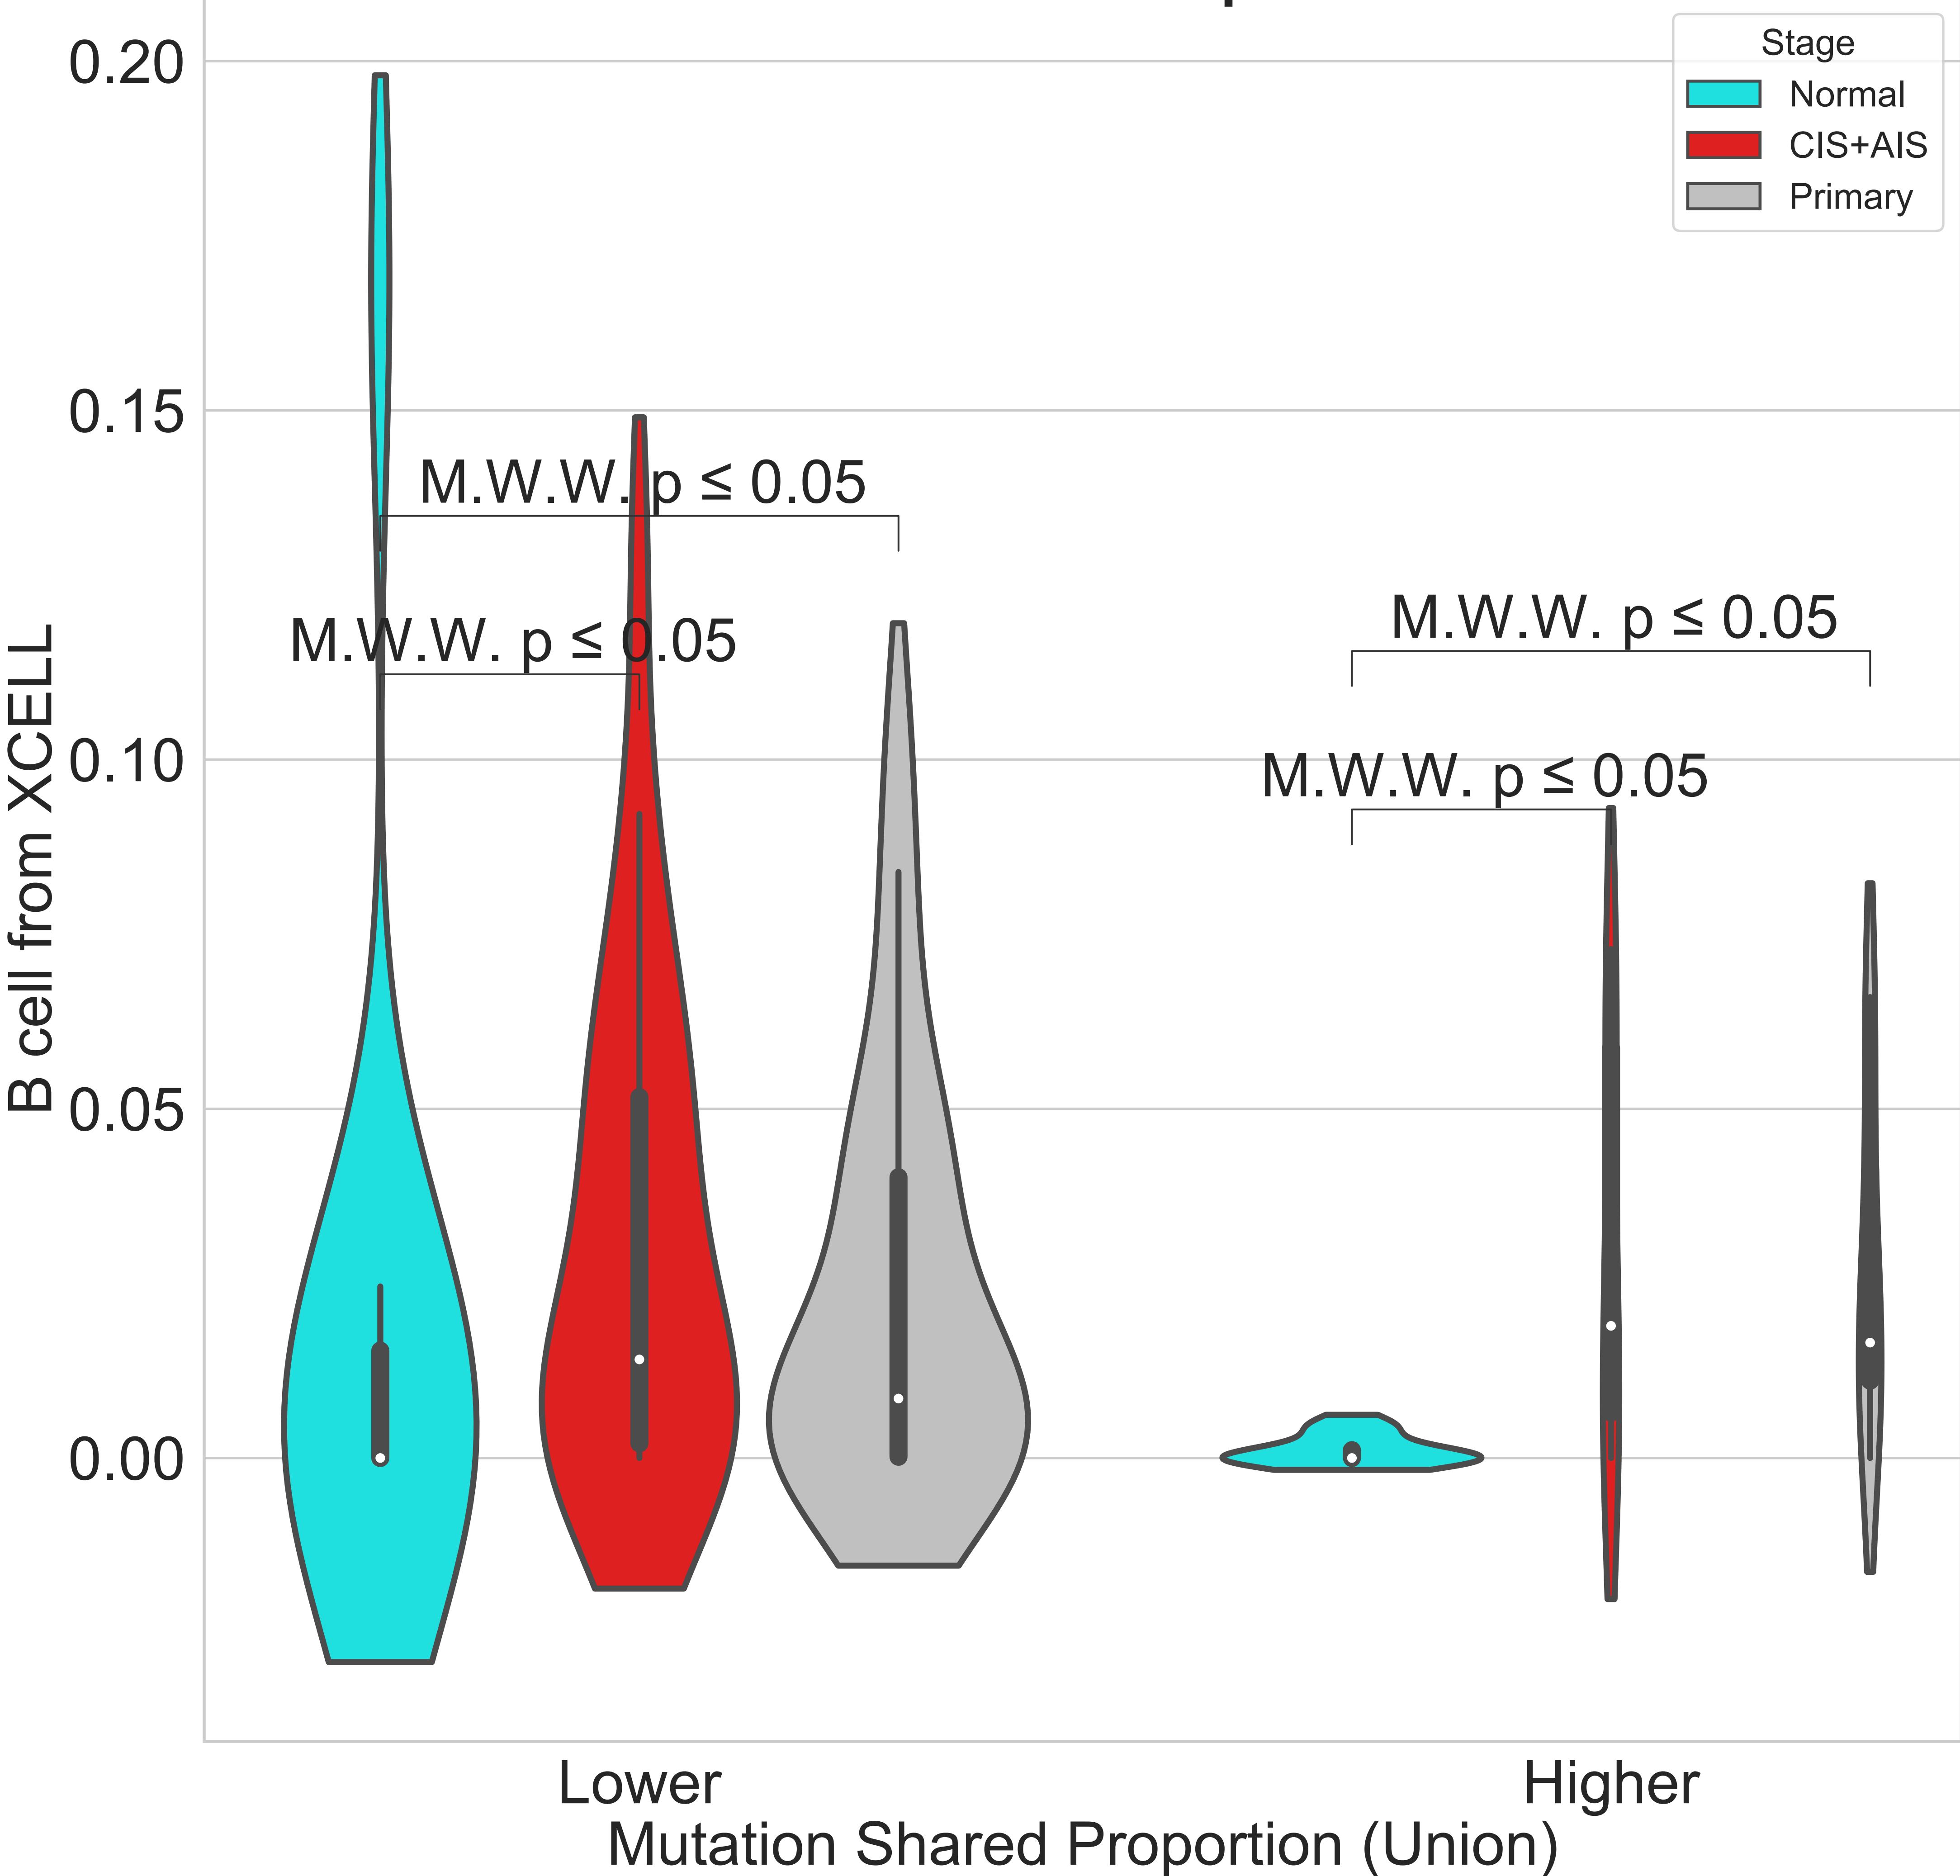 Stage
Normal
CIS+AIS
Primary
B cell from XCELL
0.20
0.15
0.10
0.05
0.00
M.W.W. p ≤ 0.05
M.W.W. p ≤ 0.05
M.W.W. p ≤ 0.05
M.W.W. p ≤ 0.05
Lower
Higher
Mutation Shared Proportion (Union)